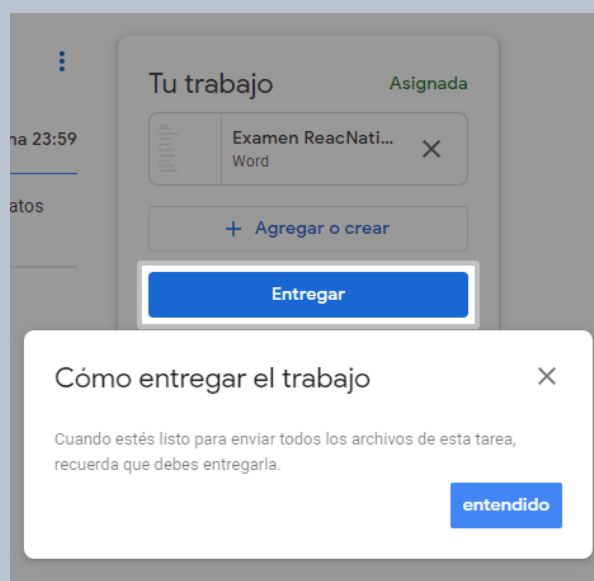 Tu trabajo
Asignada
na 23:59
Examen ReacNati...
Word
atos
+ Agregar o crear
Entregar
Cómo entregar el trabajo
Cuando estés listo para enviar todos los archivos de esta tarea,
recuerda que debes entregarla.
entendido